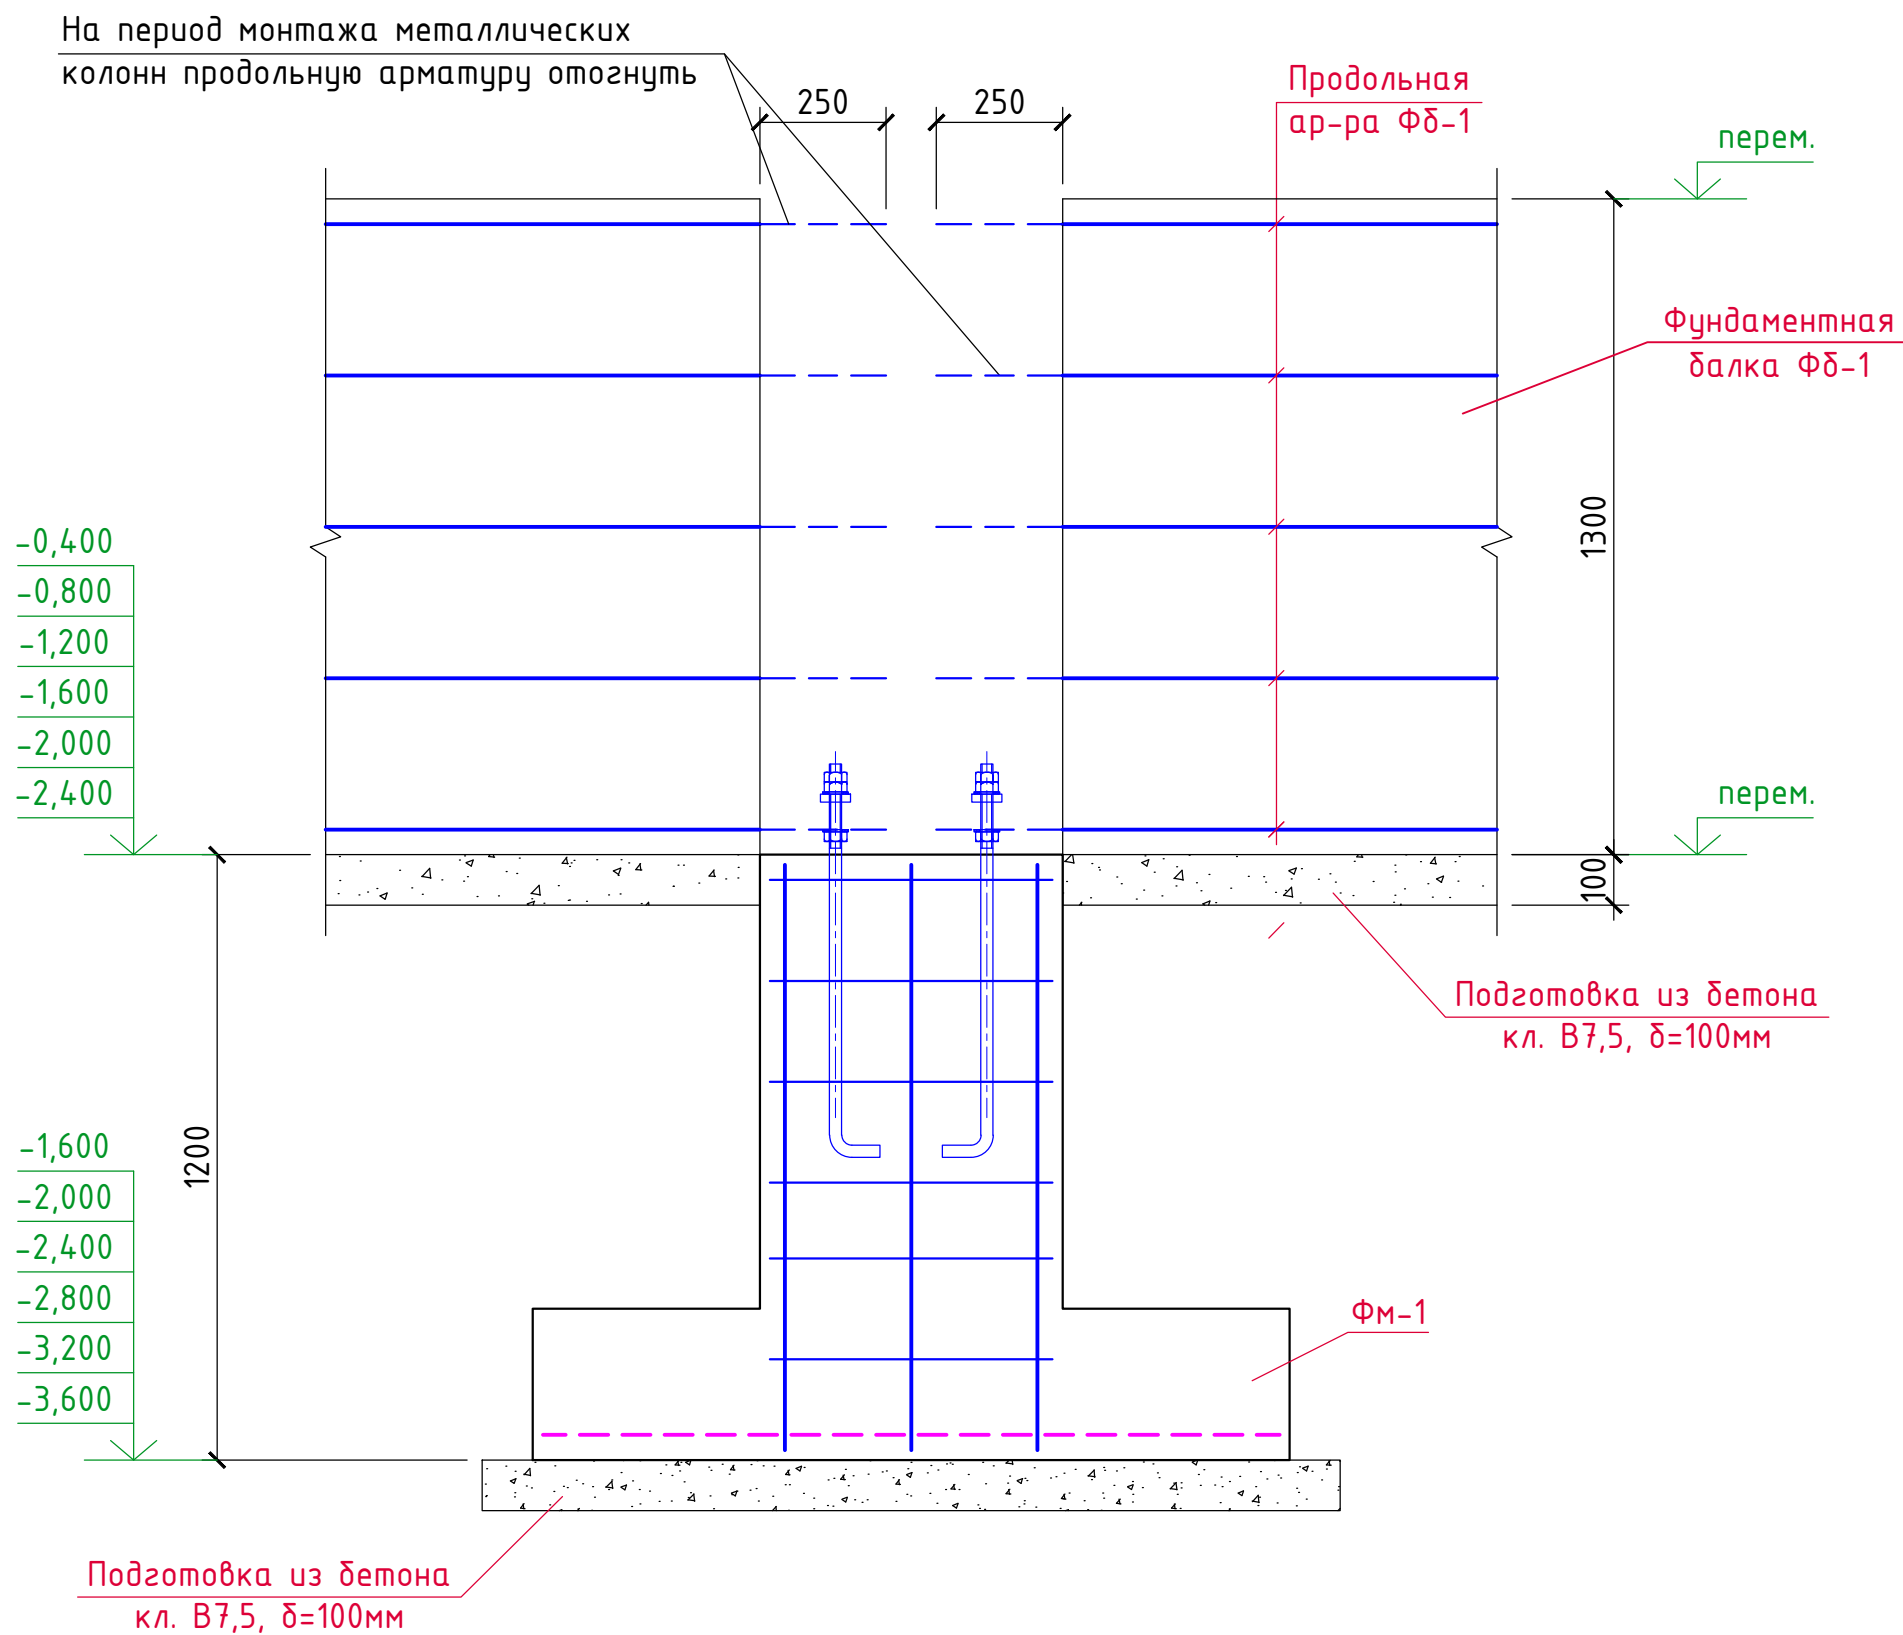 На период монтажа металлических
колонн продольную арматуру отогнуть
250
250
Продольная
ар-ра Фб-1
перем.
Фундаментная
балка Фб-1
1300
-0,400
-0,800
-1,200
-1,600
-2,000
-2,400
перем.
100
Подготовка из бетона
кл. В7,5, δ=100мм
1200
-1,600
-2,000
-2,400
-2,800
-3,200
-3,600
Фм-1
Подготовка из бетона
кл. В7,5, δ=100мм